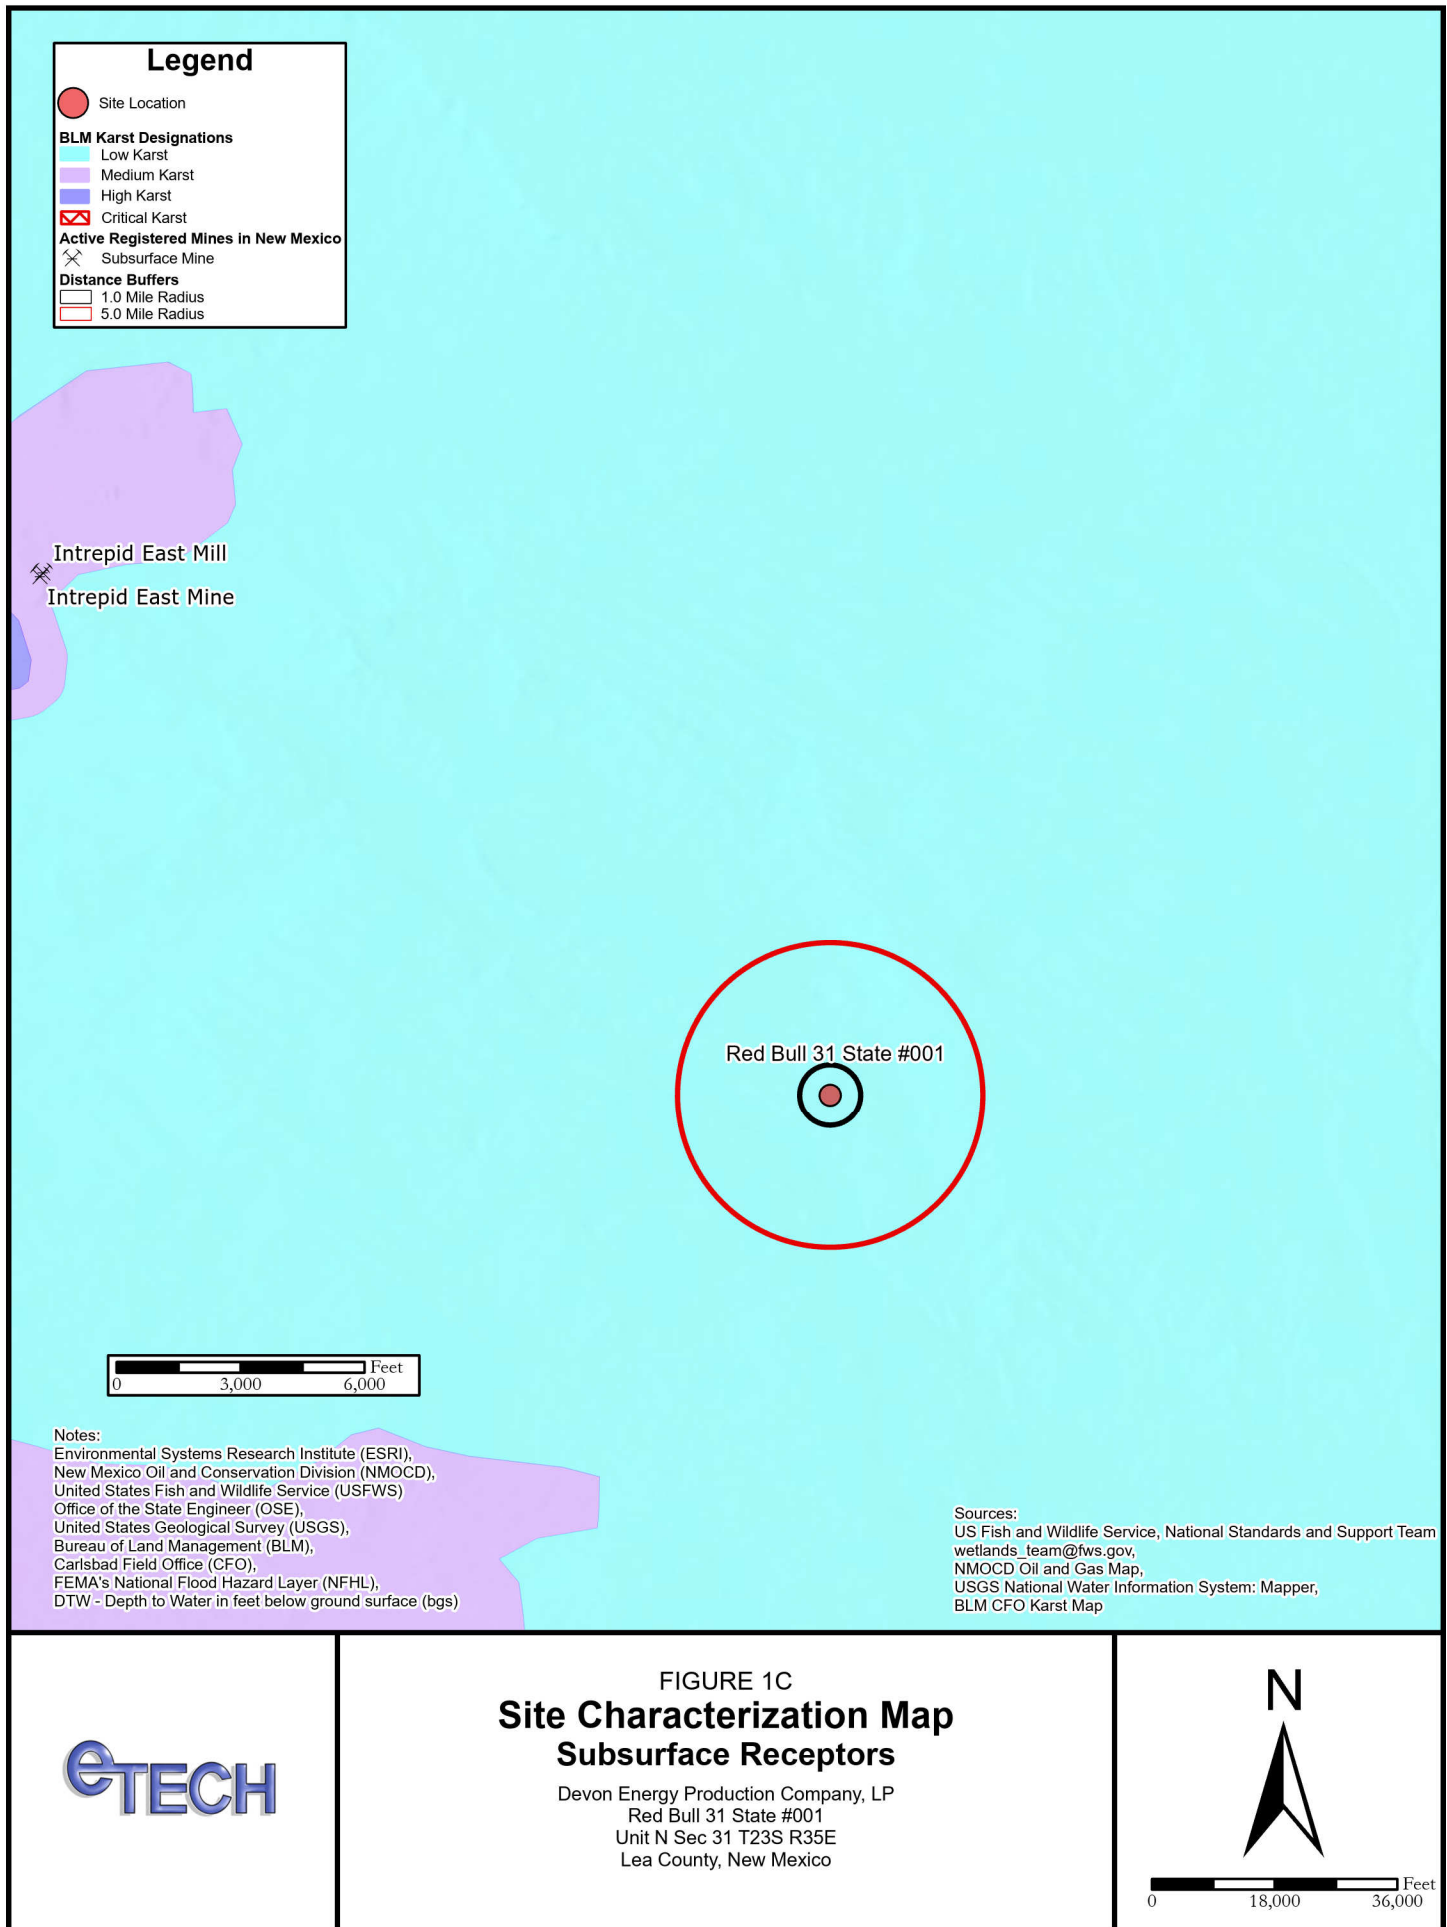 Legend
Site Location
BLM Karst Designations
Low Karst
Medium Karst
High Karst
Critical Karst
Active Registered Mines in New Mexico
Subsurface Mine
Distance Buffers
1.0 Mile Radius
5.0 Mile Radius
Intrepid East Mill
Intrepid East Mine
Red Bull 31 State #001
Feet
0 3,000 6,000
Notes:
Environmental Systems Research Institute (ESRI),
New Mexico Oil and Conservation Division (NMOCD),
United States Fish and Wildlife Service (USFWS)
Office of the State Engineer (OSE),
United States Geological Survey (USGS),
Bureau of Land Management (BLM),
Carlsbad Field Office (CFO),
FEMA's National Flood Hazard Layer (NFHL),
DTW - Depth to Water in feet below ground surface (bgs)
Sources:
US Fish and Wildlife Service, National Standards and Support Team
wetlands_team@fws.gov,
NMOCD Oil and Gas Map,
USGS National Water Information System: Mapper,
BLM CFO Karst Map
eTECH
FIGURE 1C
Site Characterization Map
Subsurface Receptors
Devon Energy Production Company, LP
Red Bull 31 State #001
Unit N Sec 31 T23S R35E
Lea County, New Mexico
N
Feet
0 18,000 36,000